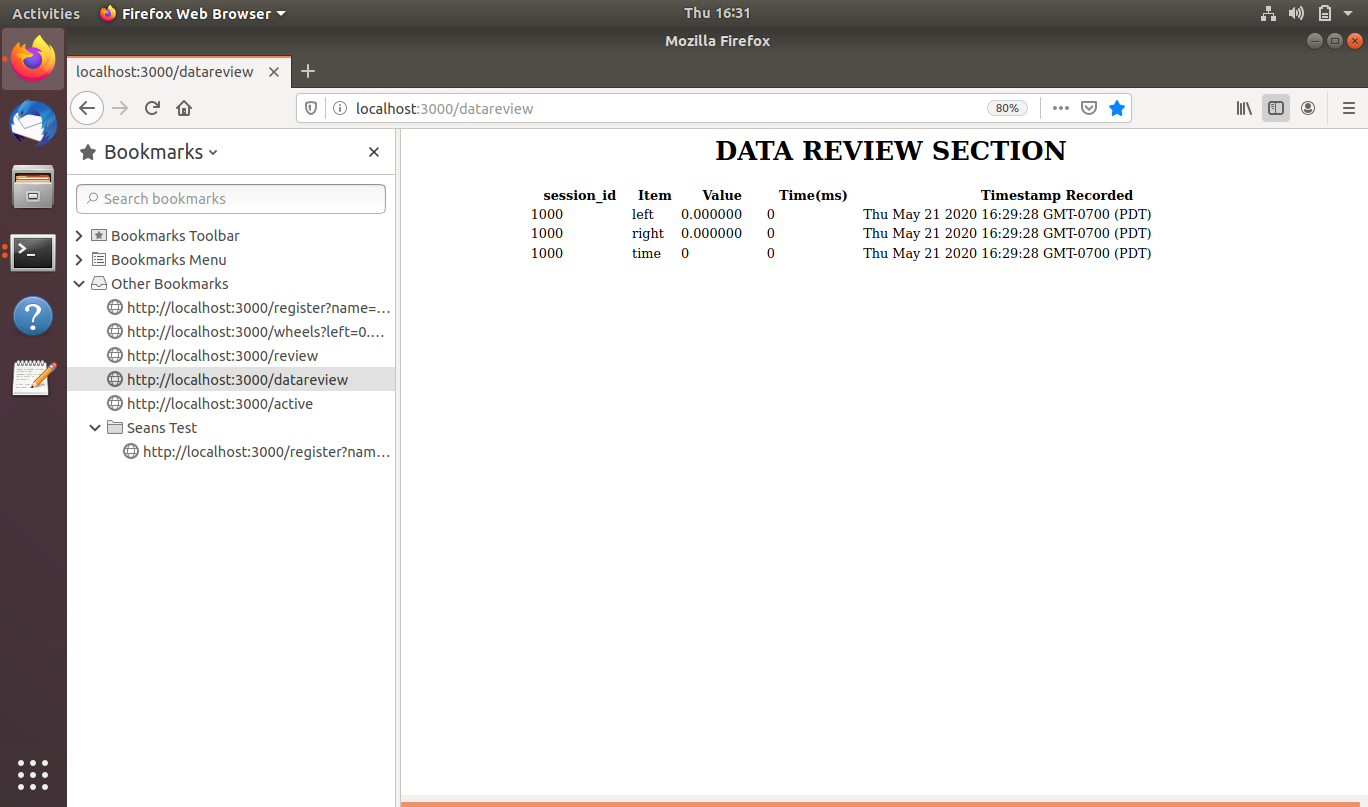 Activities Firefox Web Browser Thu 16:31
Mozilla Firefox
localhost:3000/datareview
localhost:3000/datareview 80%
Bookmarks
Search bookmarks
Bookmarks Toolbar
Bookmarks Menu
Other Bookmarks
http://localhost:3000/register?name=...
http://localhost:3000/wheels?left=0....
http://localhost:3000/review
http://localhost:3000/datareview
http://localhost:3000/active
Seans Test
http://localhost:3000/register?nam...
DATA REVIEW SECTION
session_id Item Value Time(ms) Timestamp Recorded
1000 left 0.000000 0 Thu May 21 2020 16:29:28 GMT-0700 (PDT)
1000 right 0.000000 0 Thu May 21 2020 16:29:28 GMT-0700 (PDT)
1000 time 0 0 Thu May 21 2020 16:29:28 GMT-0700 (PDT)